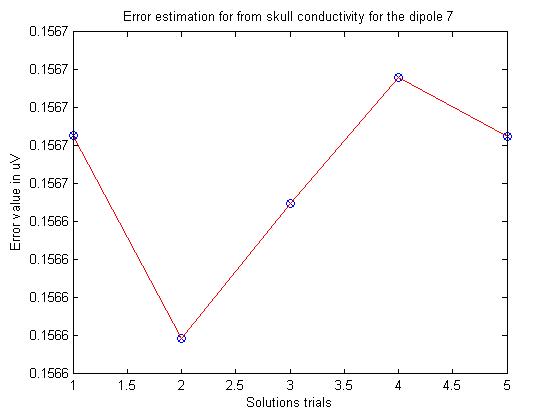 Error estimation for from skull conductivity for the dipole 7
0.1567
0.1567
0.1567
0.1567
0.1567
0.1566
0.1566
0.1566
0.1566
0.1566
Error value in uV
1 1.5 2 2.5 3 3.5 4 4.5 5
Solutions trials